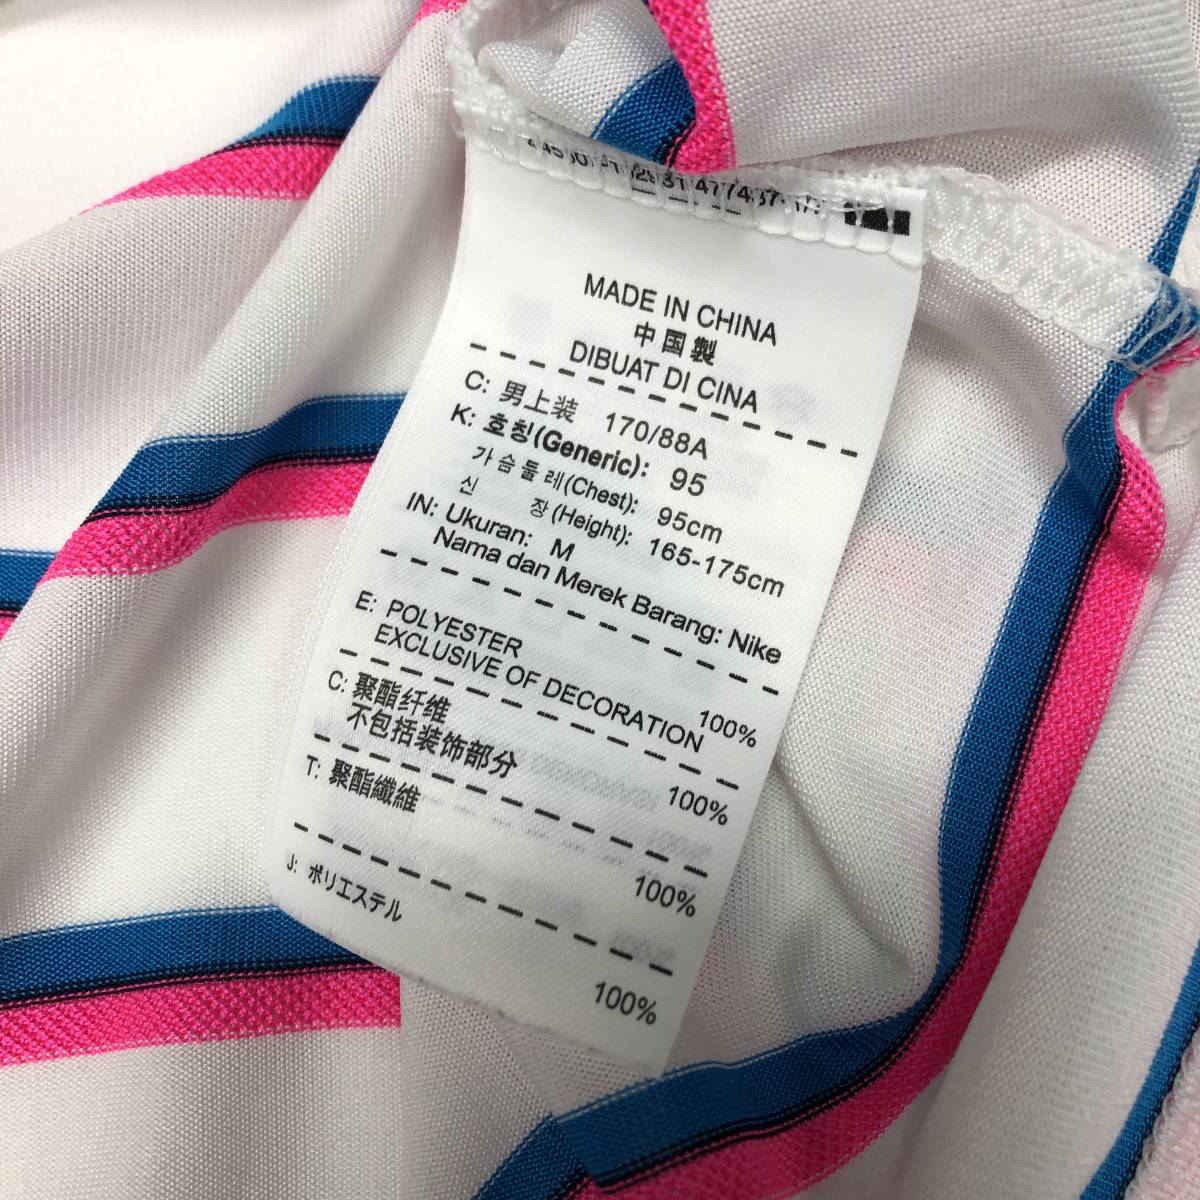 MADE IN CHINA
中国製
DIBUAT DI CINA
C: 男上装 170/88A
K: 호칭(Generic): 95
가슴둘레(Chest): 95cm
신 장(Height): 165-175cm
IN: Ukuran: M
Nama dan Merek Barang: Nike
E: POLYESTER 100%
EXCLUSIVE OF DECORATION
C: 聚酯纤维 100%
不包括装饰部分
T: 聚酯纖維 100%
J: ポリエステル 100%